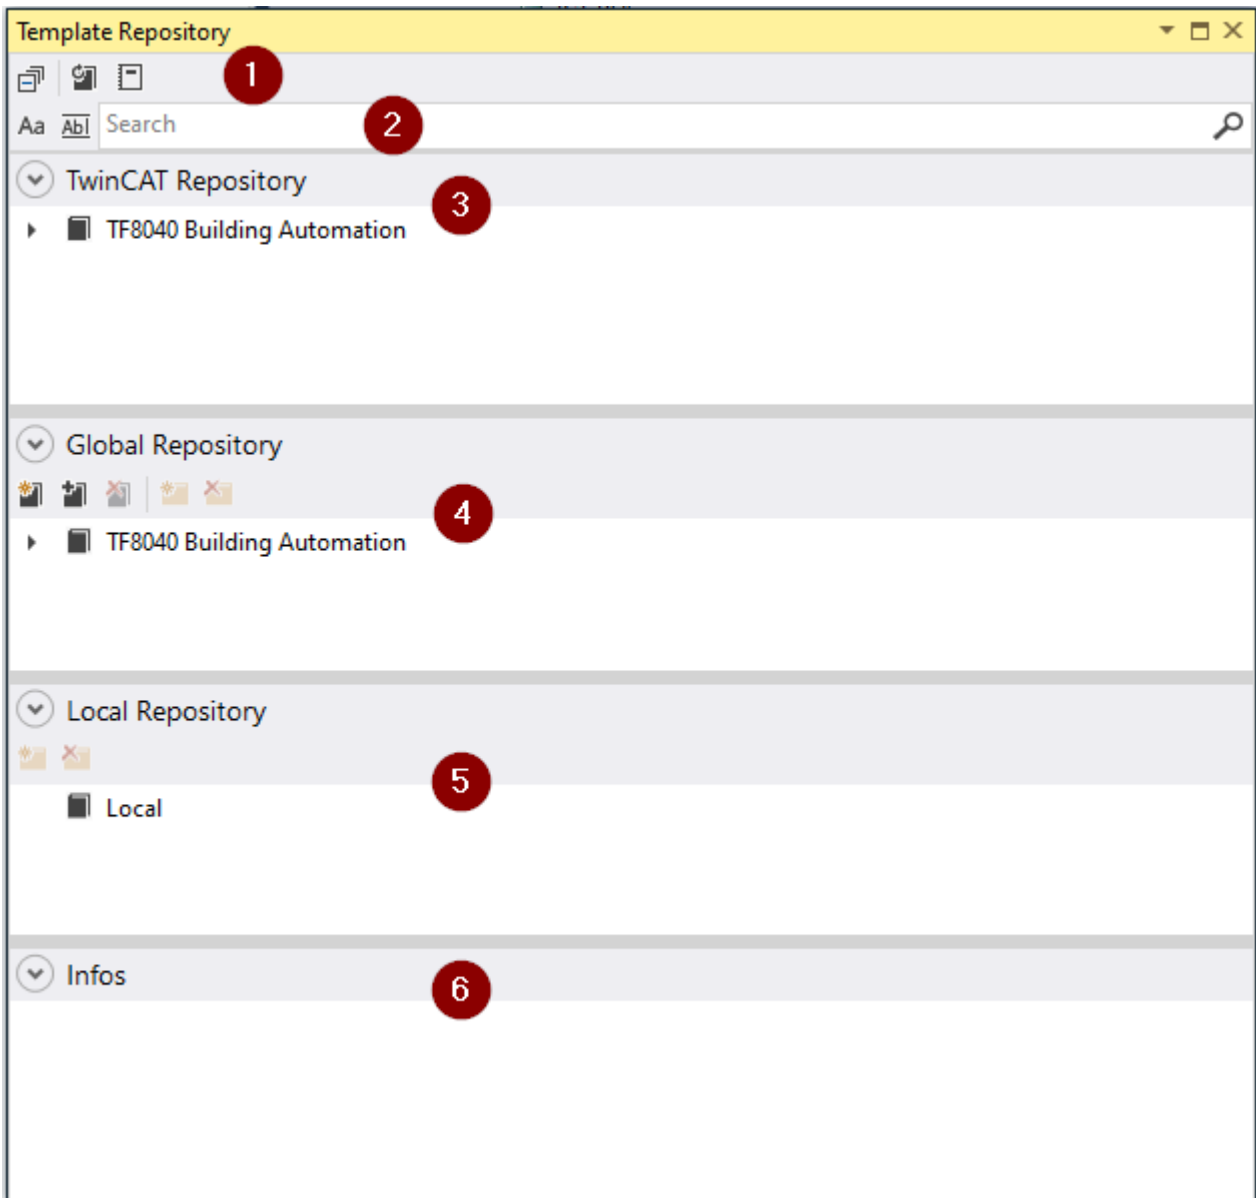 Template Repository
1
Aa Abl Search
2
TwinCAT Repository
3
TF8040 Building Automation
Global Repository
4
TF8040 Building Automation
Local Repository
5
Local
Infos
6